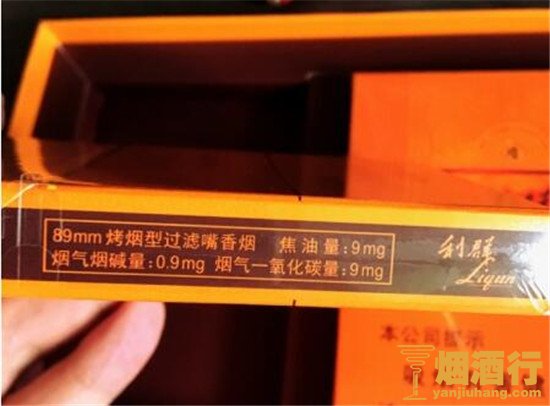 89mm 烤烟型过滤嘴香烟 焦油量:9mg
烟气烟碱量:0.9mg 烟气一氧化碳量:9mg
利群
Liqun
本公司提示
吸
烟酒行
yanjiuhang.com